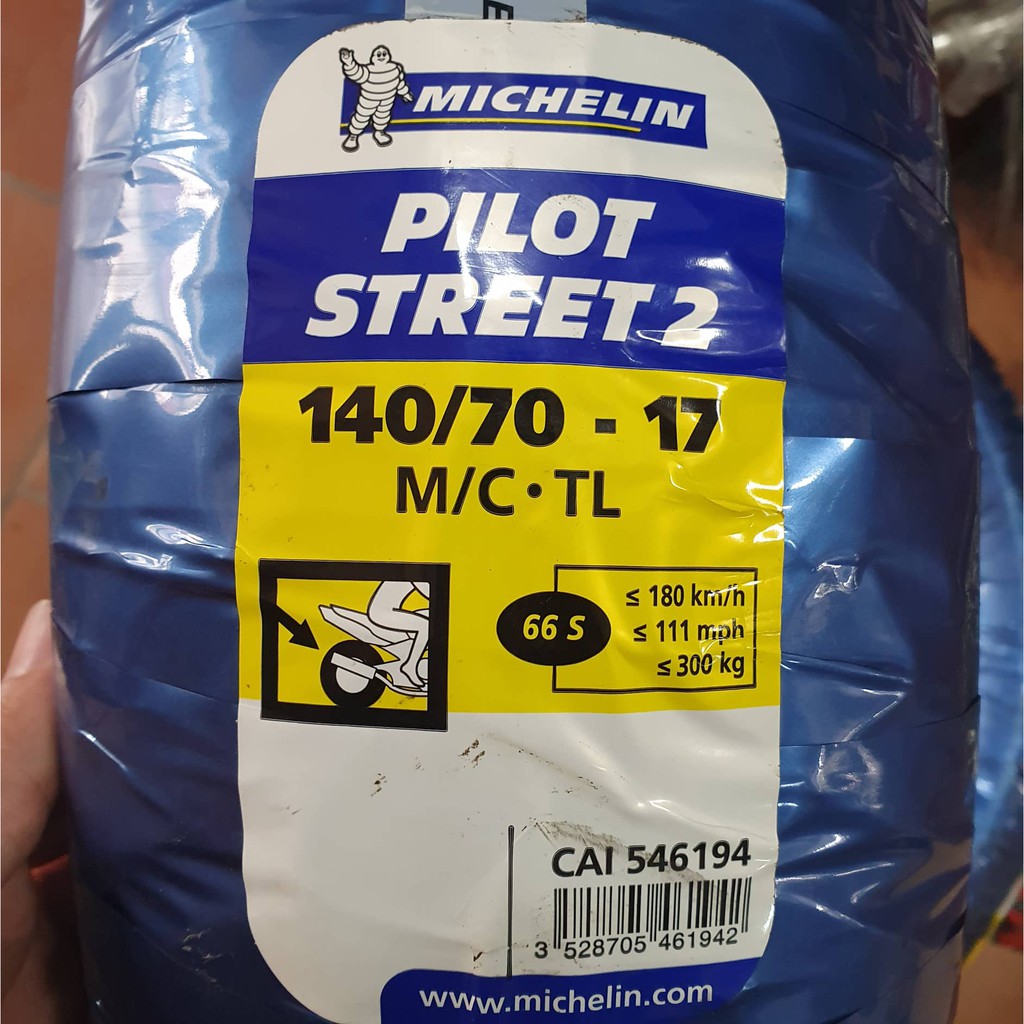 E
MICHELIN
PILOT
STREET 2
140/70 - 17
M/C • TL
66 S
≤ 180 km/h
≤ 111 mph
≤ 300 kg
CAI 546194
3 528705 461942
www.michelin.com